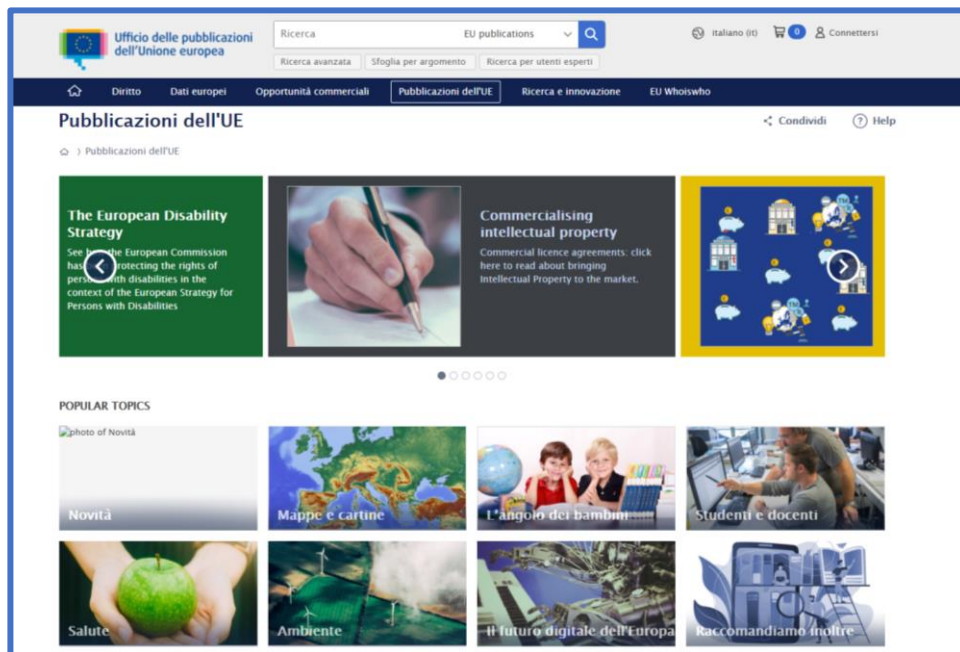 Ufficio delle pubblicazioni
dell'Unione europea
Ricerca EU publications
Ricerca avanzata Sfoglia per argomento Ricerca per utenti esperti
italiano (it) 0 Connettersi
Diritto Dati europei Opportunità commerciali Pubblicazioni dell'UE Ricerca e innovazione EU Whoiswho
Pubblicazioni dell'UE
Condividi ? Help
Pubblicazioni dell'UE
The European Disability
Strategy
See the European Commission
has protecting the rights of
with disabilities in the
context of the European Strategy for
Persons with Disabilities
Commercialising
intellectual property
Commercial licence agreements: click
here to read about bringing
Intellectual Property to the market.
POPULAR TOPICS
photo of Novità
Novità
Mappe e cartine
L'angolo dei bambini
Studenti e docenti
Salute
Ambiente
Il futuro digitale dell'Europa
Raccomandiamo inoltre